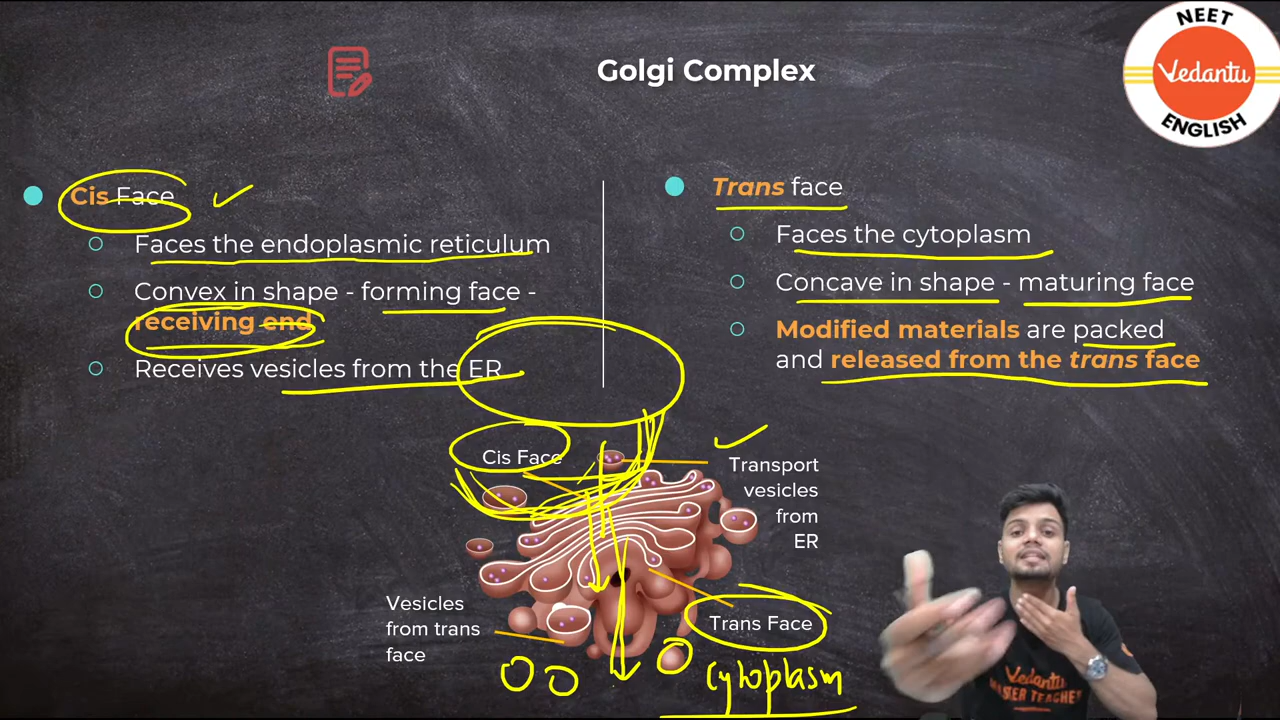 Golgi Complex
NEET
Vedantu
ENGLISH
Cis Face
Faces the endoplasmic reticulum
Convex in shape - forming face -
receiving end
Receives vesicles from the ER
Trans face
Faces the cytoplasm
Concave in shape - maturing face
Modified materials are packed
and released from the trans face
Cis Face
Transport
vesicles
from
ER
Vesicles
from trans
face
Trans Face
Cytoplasm
Vedantu
MASTER TEACHER